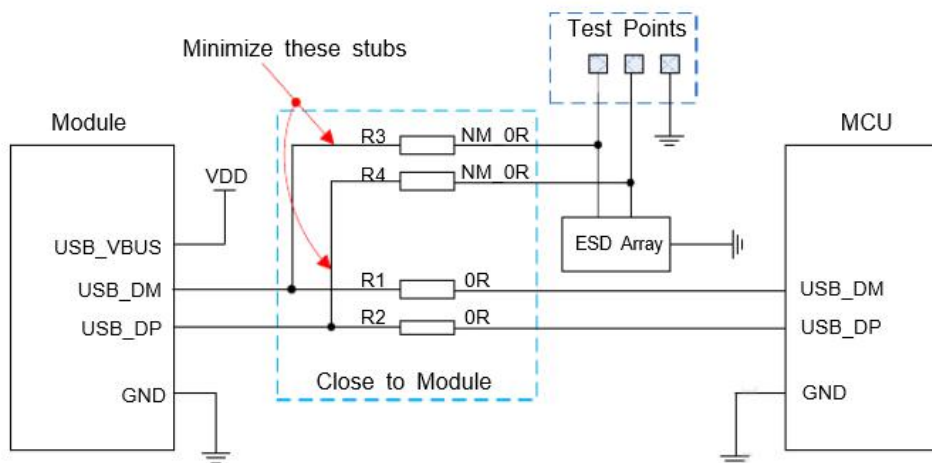 Test Points
Minimize these stubs
Module
MCU
R3 NM_0R
VDD
R4 NM_0R
ESD Array
USB_VBUS
USB_DM
R1 0R
USB_DM
USB_DP
R2 0R
USB_DP
Close to Module
GND
GND